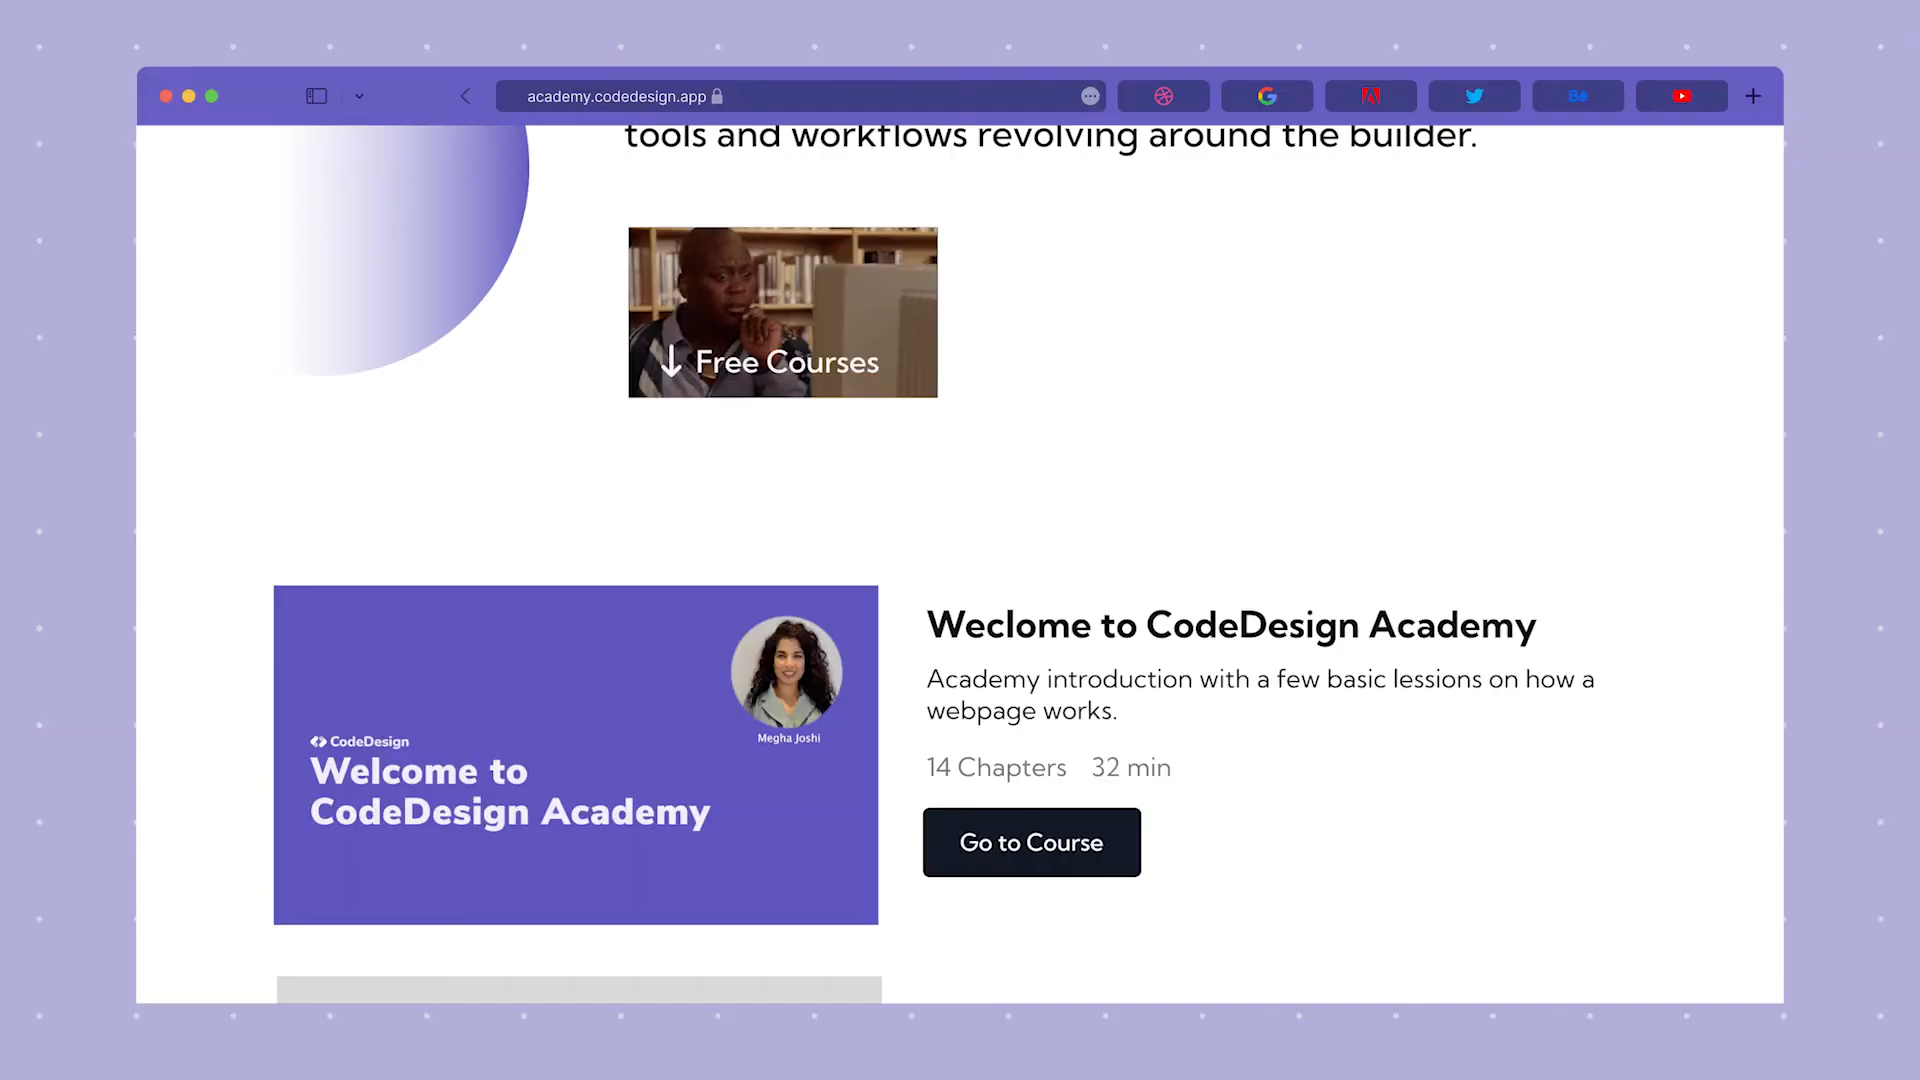 academy.codedesign.app
Bē
tools and workflows revolving around the builder.
↓ Free Courses
CodeDesign
Welcome to
CodeDesign Academy
Megha Joshi
Weclome to CodeDesign Academy
Academy introduction with a few basic lessions on how a
webpage works.
14 Chapters 32 min
Go to Course